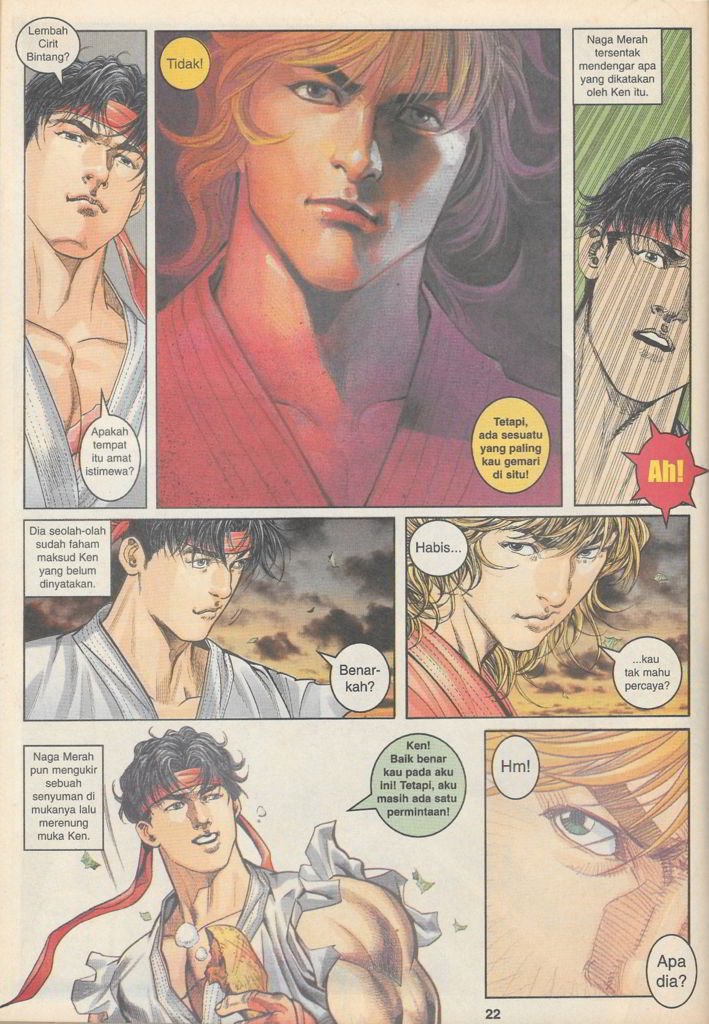 Lembah
Cirit
Bintang?
Apakah
tempat
itu amat
istimewa?
Tidak!
Tetapi,
ada sesuatu
yang paling
kau gemari
di situ!
Naga Merah
tersentak
mendengar apa
yang dikatakan
oleh Ken itu.
Ah!
Dia seolah-olah
sudah faham
maksud Ken
yang belum
dinyatakan.
Benar-
kah?
Habis...
...kau
tak mahu
percaya?
Naga Merah
pun mengukir
sebuah
senyuman di
mukanya lalu
merenung
muka Ken.
Ken!
Baik benar
kau pada aku
ini! Tetapi, aku
masih ada satu
permintaan!
Hm!
Apa
dia?
22